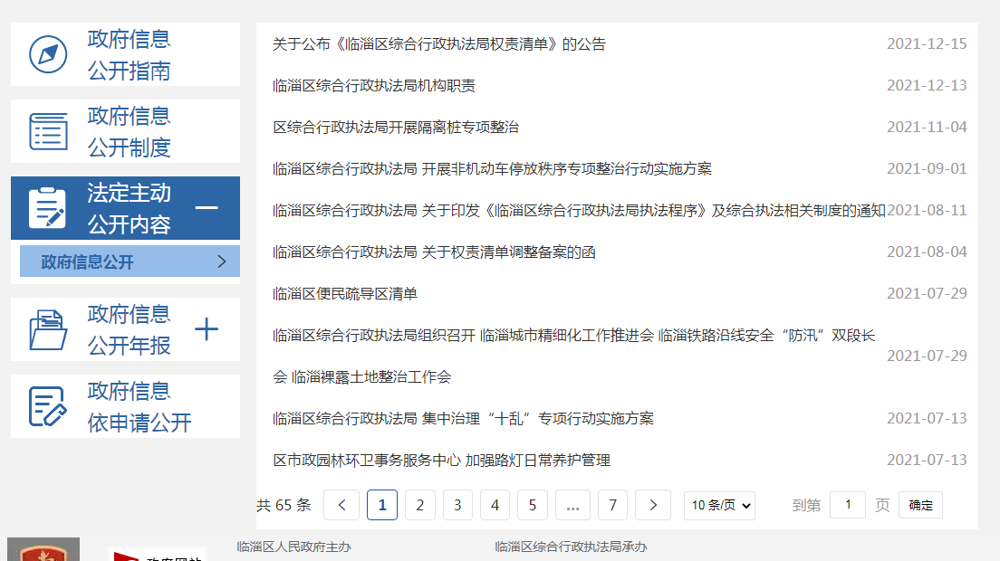 政府信息
公开指南
政府信息
公开制度
法定主动
公开内容
政府信息公开
政府信息
公开年报
政府信息
依申请公开
关于公布《临淄区综合行政执法局权责清单》的公告 2021-12-15
临淄区综合行政执法局机构职责 2021-12-13
区综合行政执法局开展隔离桩专项整治 2021-11-04
临淄区综合行政执法局 开展非机动车停放秩序专项整治行动实施方案 2021-09-01
临淄区综合行政执法局 关于印发《临淄区综合行政执法局执法程序》及综合执法相关制度的通知 2021-08-11
临淄区综合行政执法局 关于权责清单调整备案的函 2021-08-04
临淄区便民疏导区清单 2021-07-29
临淄区综合行政执法局组织召开 临淄城市精细化工作推进会 临淄铁路沿线安全“防汛”双段长
会 临淄裸露土地整治工作会 2021-07-29
临淄区综合行政执法局 集中治理“十乱”专项行动实施方案 2021-07-13
区市政园林环卫事务服务中心 加强路灯日常养护管理 2021-07-13
共 65 条 < 1 2 3 4 5 ... 7 > 10 条/页 到第 1 页 确定
临淄区人民政府主办 临淄区综合行政执法局承办